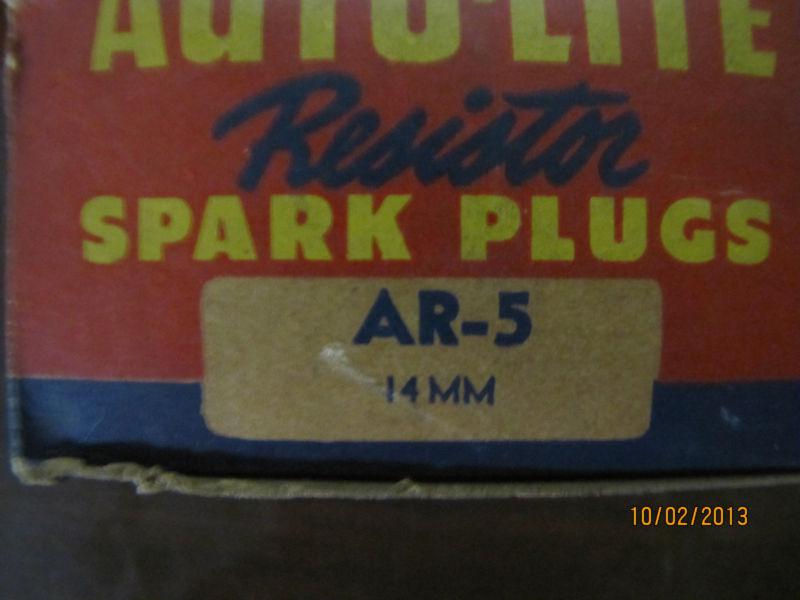 AUTO-LITE
Resistor
SPARK PLUGS
AR-5
14MM
10/02/2013